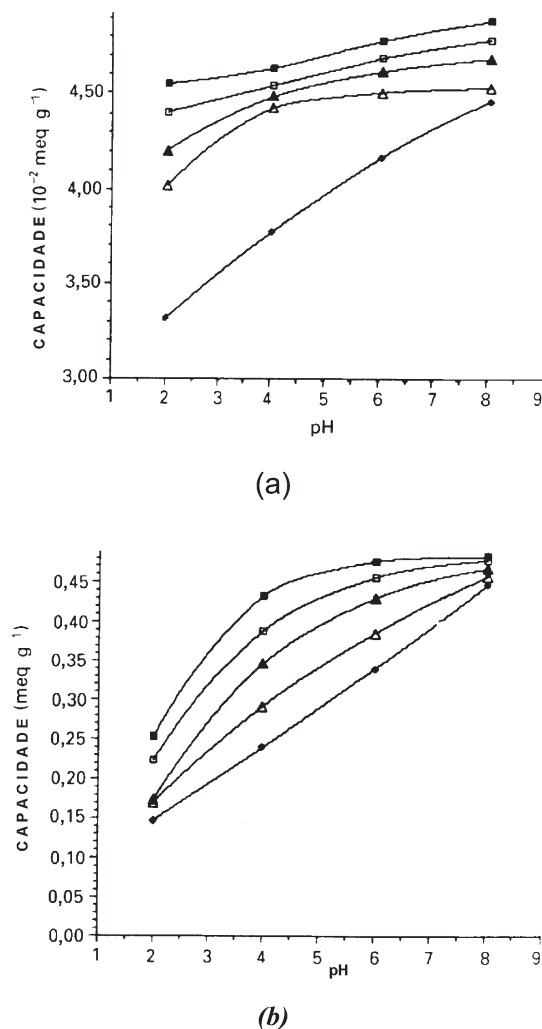 CAPACIDADE (10⁻² meq g⁻¹)
4,50
4,00
3,50
3,00
1 2 3 4 5 6 7 8 9
pH
(a)
CAPACIDADE (meq g⁻¹)
0,45
0,40
0,35
0,30
0,25
0,20
0,15
0,10
0,05
0,00
1 2 3 4 5 6 7 8 9
pH
(b)